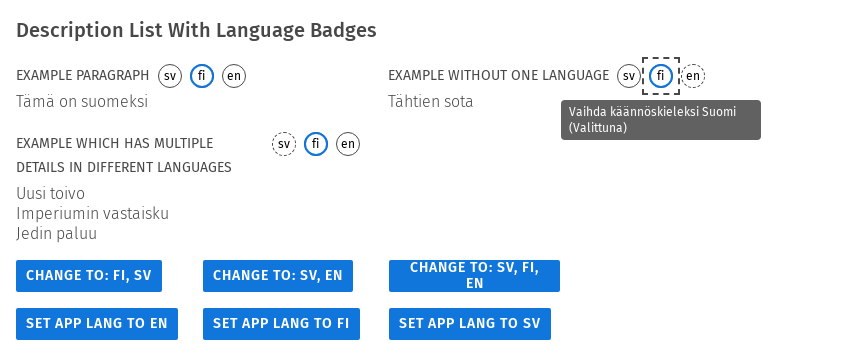 Description List With Language Badges
EXAMPLE PARAGRAPH sv fi en
Tämä on suomeksi
EXAMPLE WITHOUT ONE LANGUAGE sv fi en
Tähtien sota
Vaihda käännöskieleksi Suomi
(Valittuna)
EXAMPLE WHICH HAS MULTIPLE sv fi en
DETAILS IN DIFFERENT LANGUAGES
Uusi toivo
Imperiumin vastaisku
Jedin paluu
CHANGE TO: FI, SV
CHANGE TO: SV, EN
CHANGE TO: SV, FI,
EN
SET APP LANG TO EN
SET APP LANG TO FI
SET APP LANG TO SV